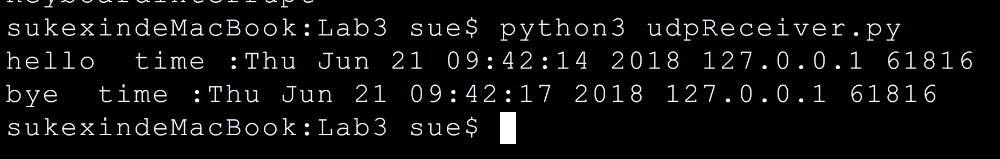 KeyboardInterrupt
sukexindeMacBook:Lab3 sue$ python3 udpReceiver.py
hello  time :Thu Jun 21 09:42:14 2018 127.0.0.1 61816
bye  time :Thu Jun 21 09:42:17 2018 127.0.0.1 61816
sukexindeMacBook:Lab3 sue$